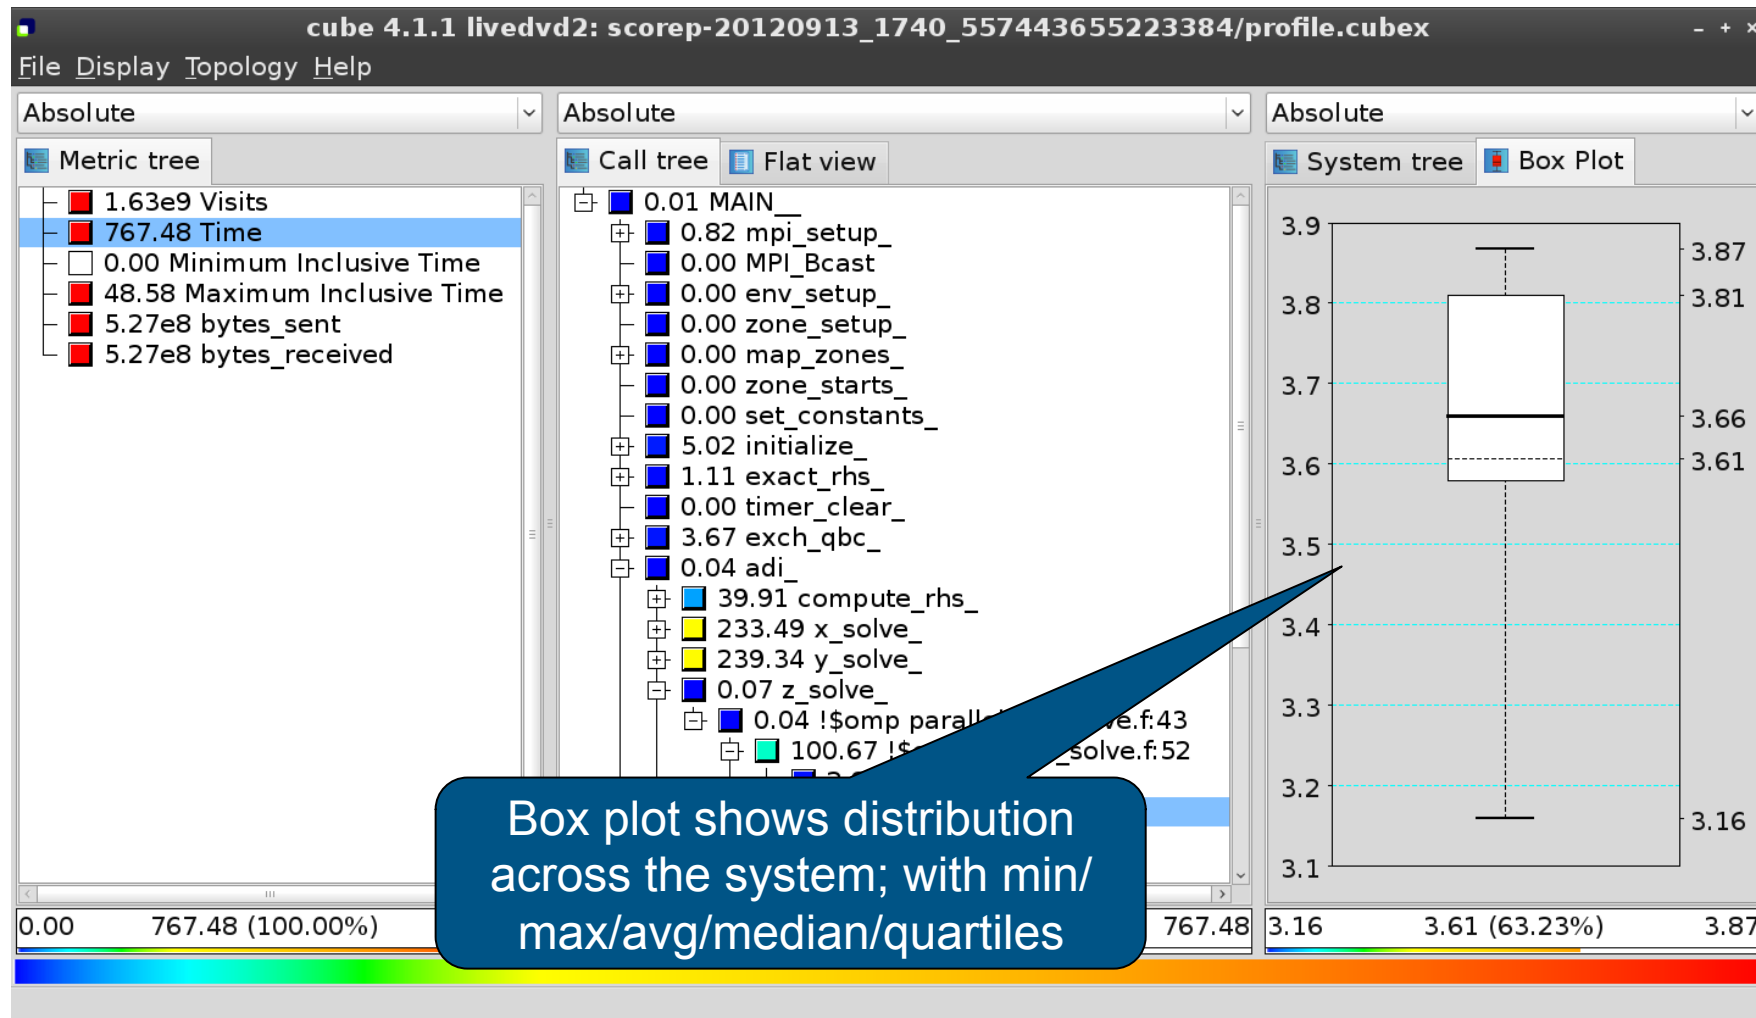 cube 4.1.1 livedvd2: scorep-20120913_1740_557443655223384/profile.cubex
File Display Topology Help
Absolute
Metric tree
1.63e9 Visits
767.48 Time
0.00 Minimum Inclusive Time
48.58 Maximum Inclusive Time
5.27e8 bytes_sent
5.27e8 bytes_received
0.00 767.48 (100.00%)
Absolute
Call tree Flat view
0.01 MAIN__
0.82 mpi_setup_
0.00 MPI_Bcast
0.00 env_setup_
0.00 zone_setup_
0.00 map_zones_
0.00 zone_starts_
0.00 set_constants_
5.02 initialize_
1.11 exact_rhs_
0.00 timer_clear_
3.67 exch_qbc_
0.04 adi_
39.91 compute_rhs_
233.49 x_solve_
239.34 y_solve_
0.07 z_solve_
0.04 !$omp ve.f:43
100.67 _solve.f:52
767.48
Absolute
System tree Box Plot
3.9
3.8
3.7
3.6
3.5
3.4
3.3
3.2
3.1
3.87
3.81
3.66
3.61
3.16
3.16 3.61 (63.23%) 3.87
Box plot shows distribution
across the system; with min/
max/avg/median/quartiles